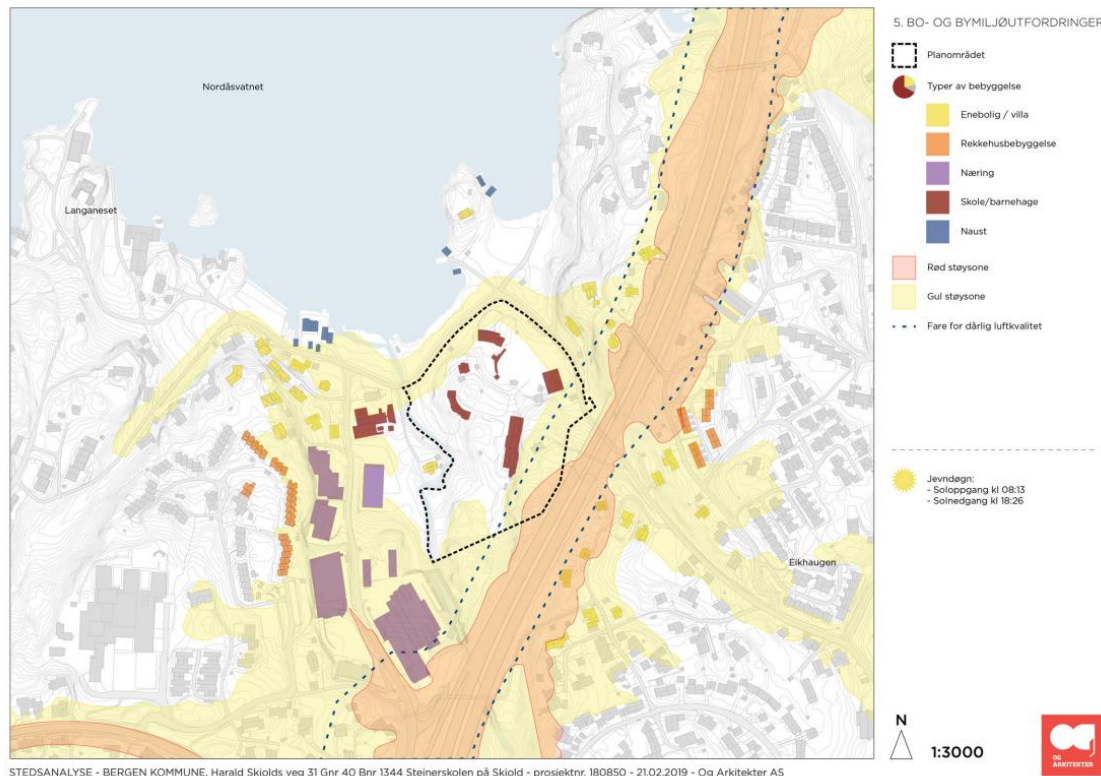 5. BO- OG BYMILJØUTFORDRINGER
Planområdet
Typer av bebyggelse
Enebolig / villa
Rekkehusbebyggelse
Næring
Skole/barnehage
Naust
Rød støysone
Gul støysone
Fare for dårlig luftkvalitet
Jevndøgn:
- Soloppgang kl 08:13
- Solnedgang kl 18:26
Nordåsvatnet
Langaneset
Eikhaugen
N
1:3000
OG
ARKITEKTER
STEDSANALYSE - BERGEN KOMMUNE, Harald Skjolds veg 31 Gnr 40 Bnr 1344 Steinerskolen på Skjold - prosjektnr. 180850 - 21.02.2019 - Og Arkitekter AS